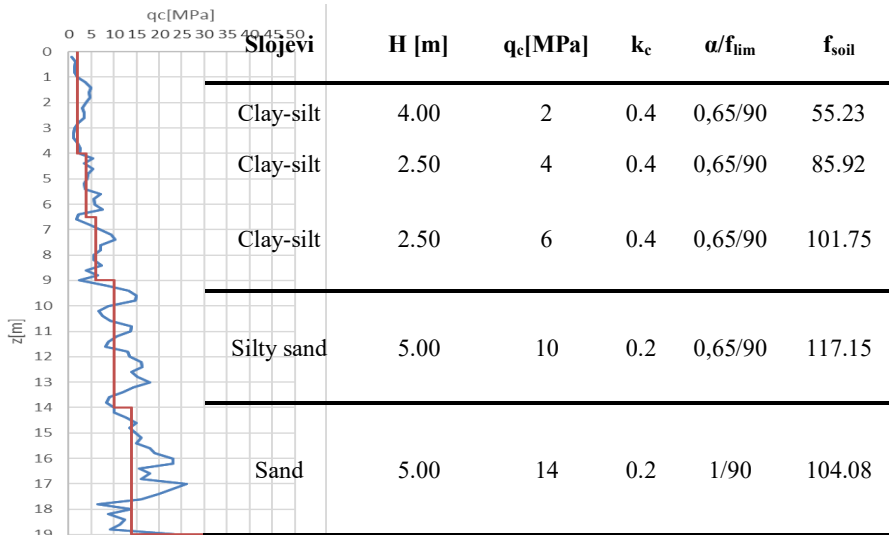 qc[MPa]
0 5 10 15 20 25 30 35 40 45 50
Slojevi H [m] qc[MPa] kc α/flim fsoil
0
1
Clay-silt 4.00 2 0.4 0,65/90 55.23
2
3
4
Clay-silt 2.50 4 0.4 0,65/90 85.92
5
6
7
Clay-silt 2.50 6 0.4 0,65/90 101.75
8
9
10
11
z[m]
Silty sand 5.00 10 0.2 0,65/90 117.15
12
13
14
15
16
Sand 5.00 14 0.2 1/90 104.08
17
18
19